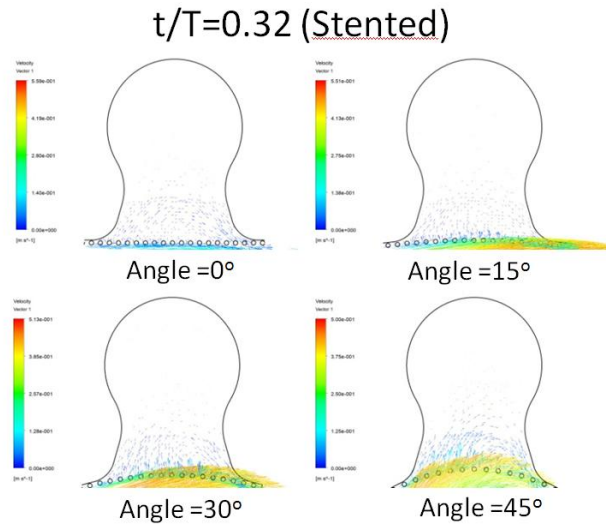 t/T=0.32 (Stented)
Velocity
Vector 1
5.59e-001
4.19e-001
2.80e-001
1.40e-001
0.00e+000
[m s^-1]
Angle =0°
Velocity
Vector 1
5.51e-001
4.13e-001
2.75e-001
1.38e-001
0.00e+000
[m s^-1]
Angle =15°
Velocity
Vector 1
5.13e-001
3.85e-001
2.57e-001
1.28e-001
0.00e+000
[m s^-1]
Angle =30°
Velocity
Vector 1
5.00e-001
3.75e-001
2.50e-001
1.25e-001
0.00e+000
[m s^-1]
Angle =45°